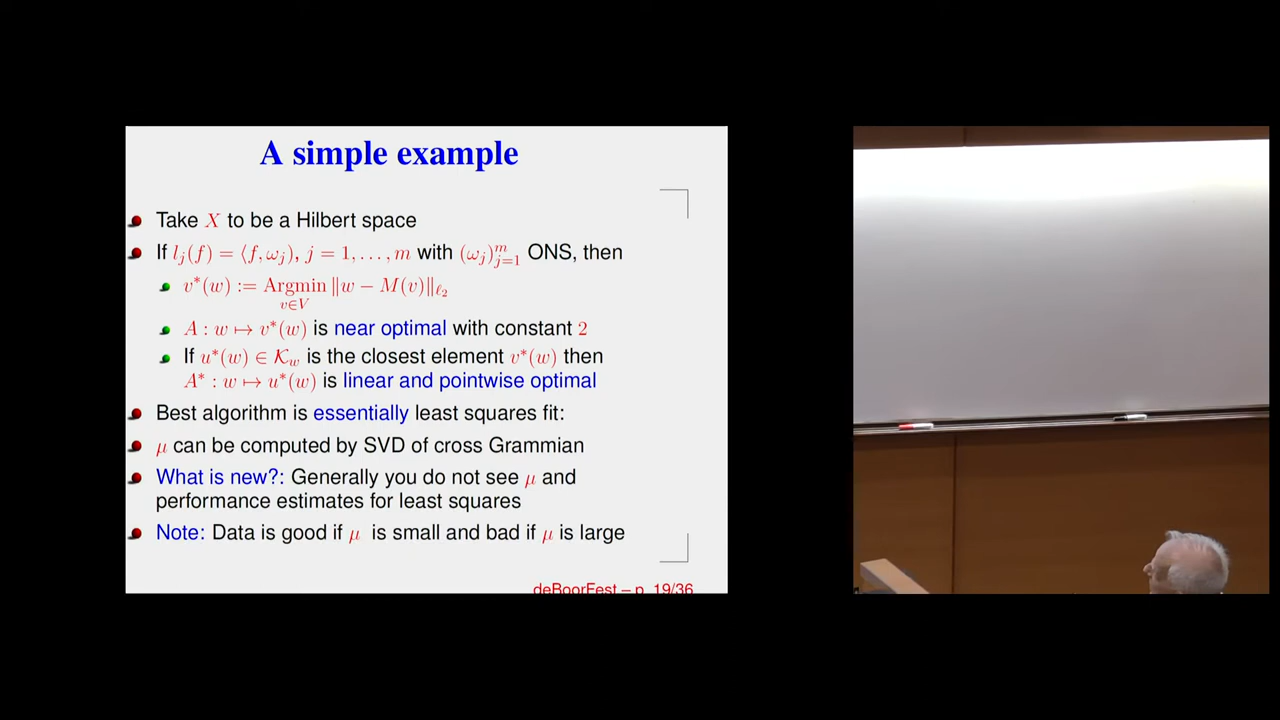 A simple example
Take X to be a Hilbert space
If l_j(f) = ⟨f, ω_j⟩, j = 1, . . . , m with (ω_j)_{j=1}^m ONS, then
v*(w) := Argmin_{v∈V} ‖w − M(v)‖_{ℓ_2}
A : w ↦ v*(w) is near optimal with constant 2
If u*(w) ∈ 𝒦_w is the closest element v*(w) then
A* : w ↦ u*(w) is linear and pointwise optimal
Best algorithm is essentially least squares fit:
μ can be computed by SVD of cross Grammian
What is new?: Generally you do not see μ and
performance estimates for least squares
Note: Data is good if μ is small and bad if μ is large
deBoorFest – p. 19/36